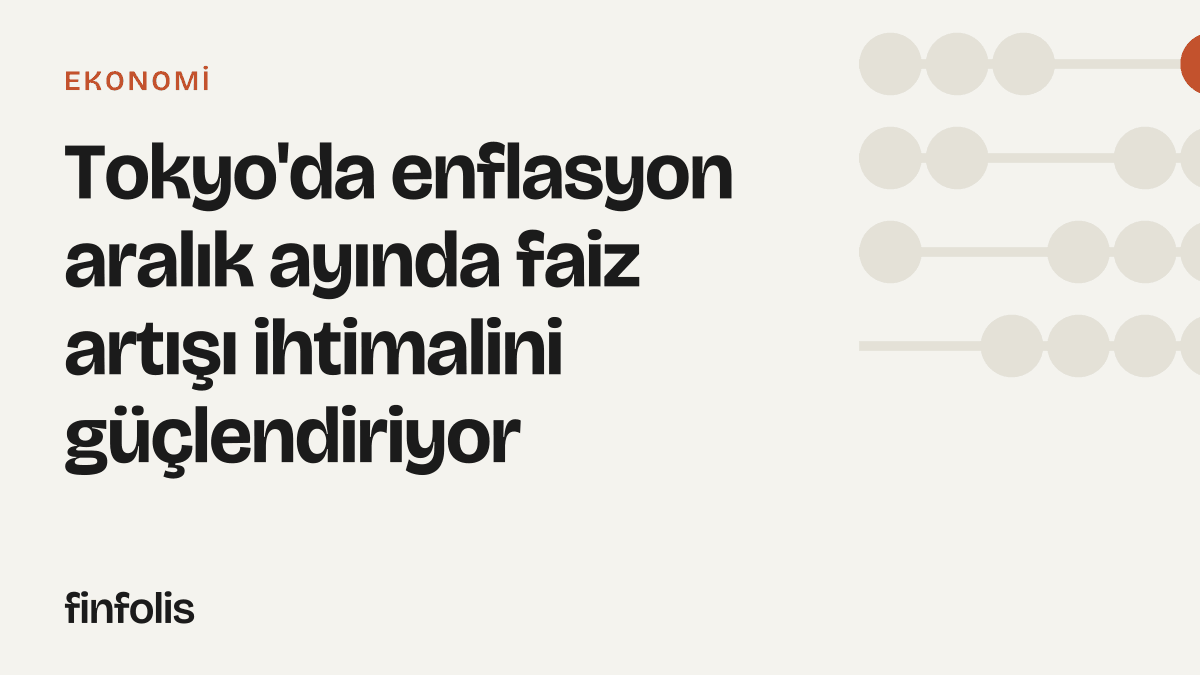 EKONOMİ
Tokyo'da enflasyon
aralık ayında faiz
artışı ihtimalini
güçlendiriyor
finfolis